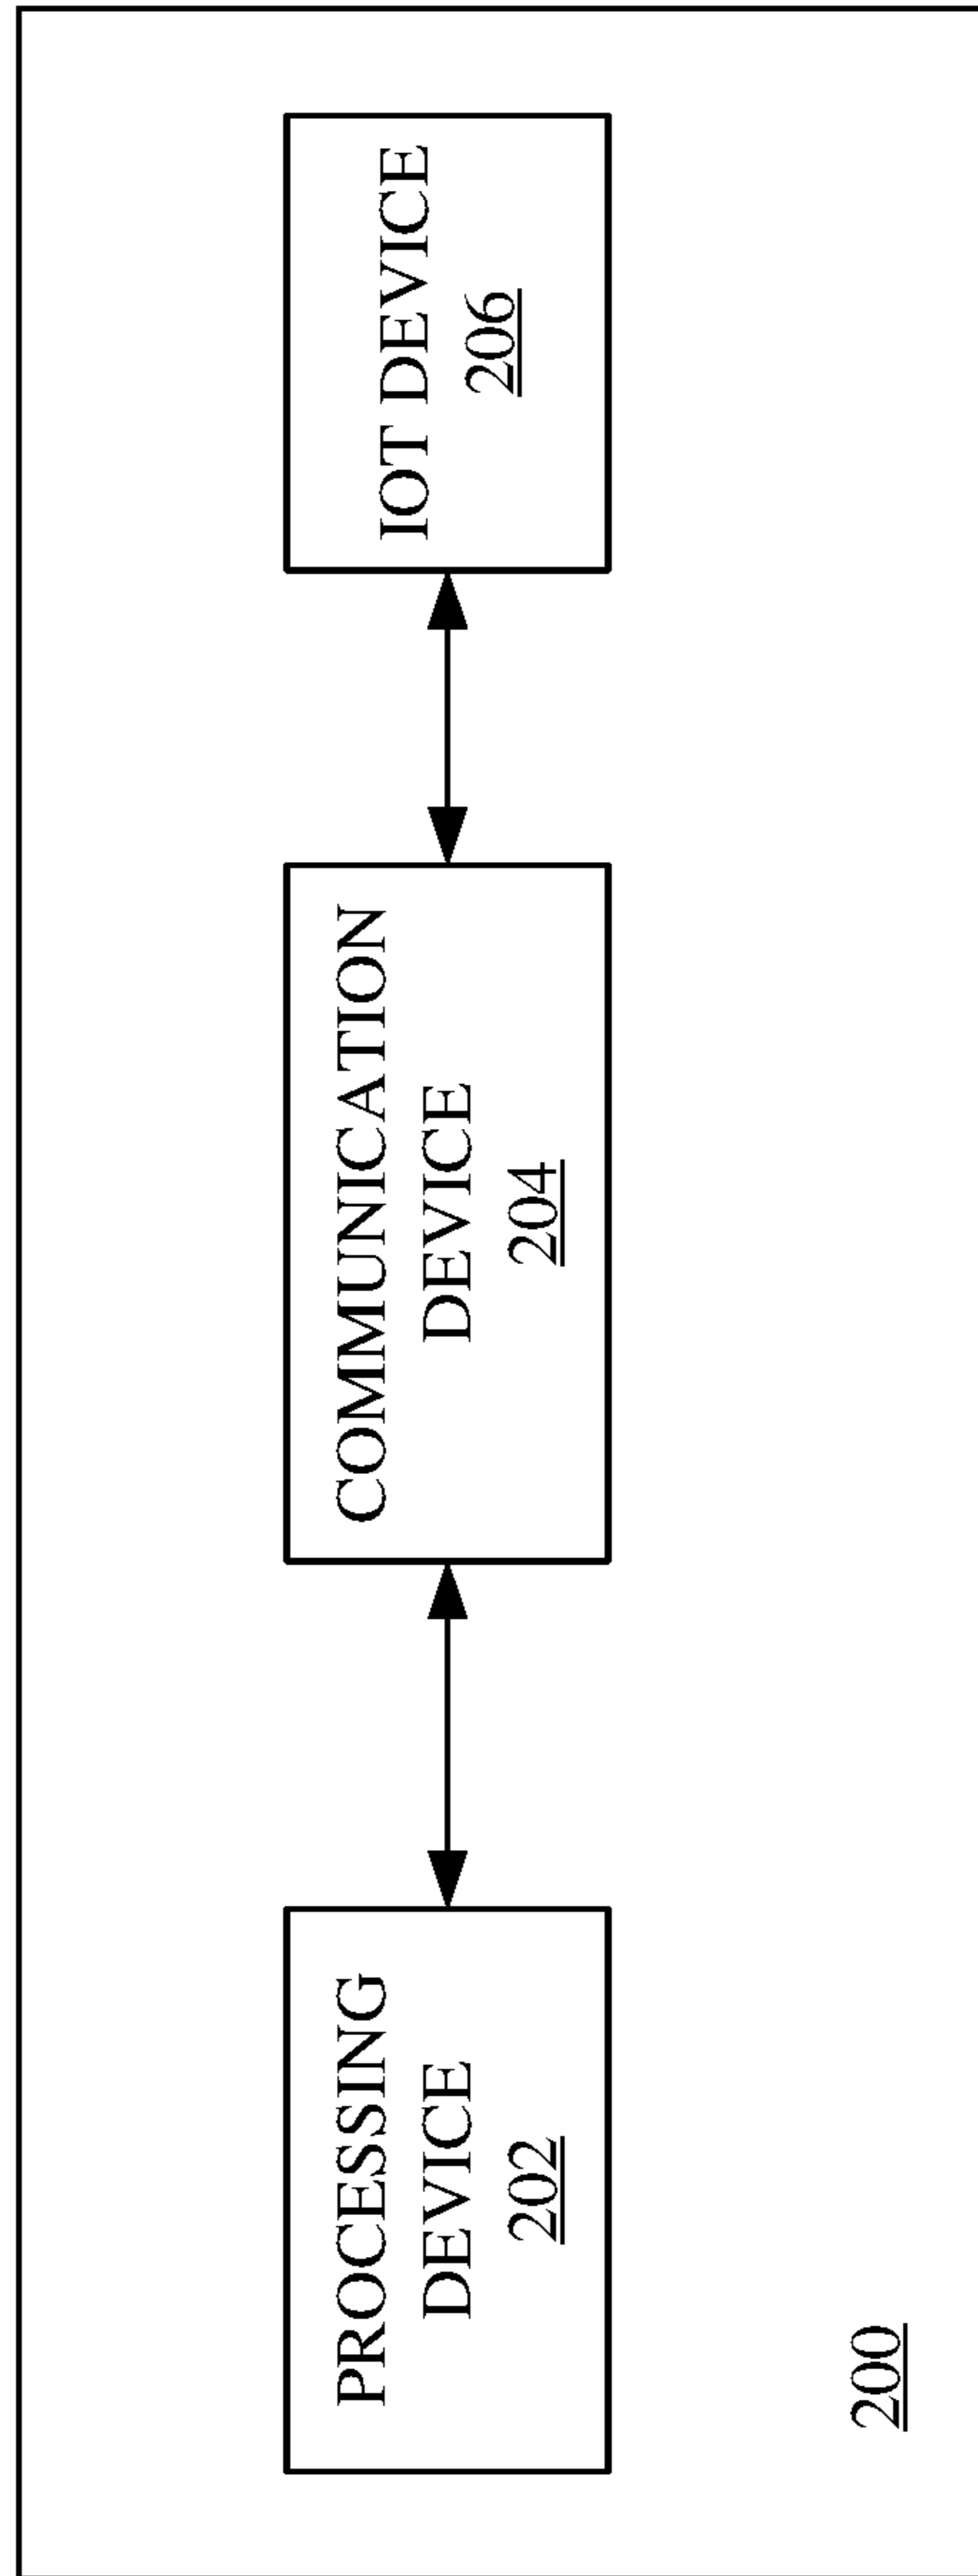 PROCESSING
DEVICE
202
COMMUNICATION
DEVICE
204
IOT DEVICE
206
200